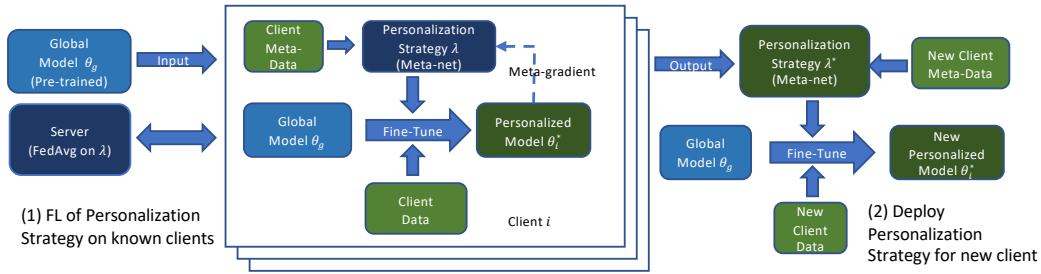 Global
Model θg
(Pre-trained)
Input
Server
(FedAvg on λ)
(1) FL of Personalization
Strategy on known clients
Client
Meta-
Data
Personalization
Strategy λ
(Meta-net)
Meta-gradient
Global
Model θg
Fine-Tune
Personalized
Model θi*
Client
Data
Client i
Output
Personalization
Strategy λ*
(Meta-net)
New Client
Meta-Data
Global
Model θg
Fine-Tune
New
Personalized
Model θi*
New
Client
Data
(2) Deploy
Personalization
Strategy for new client